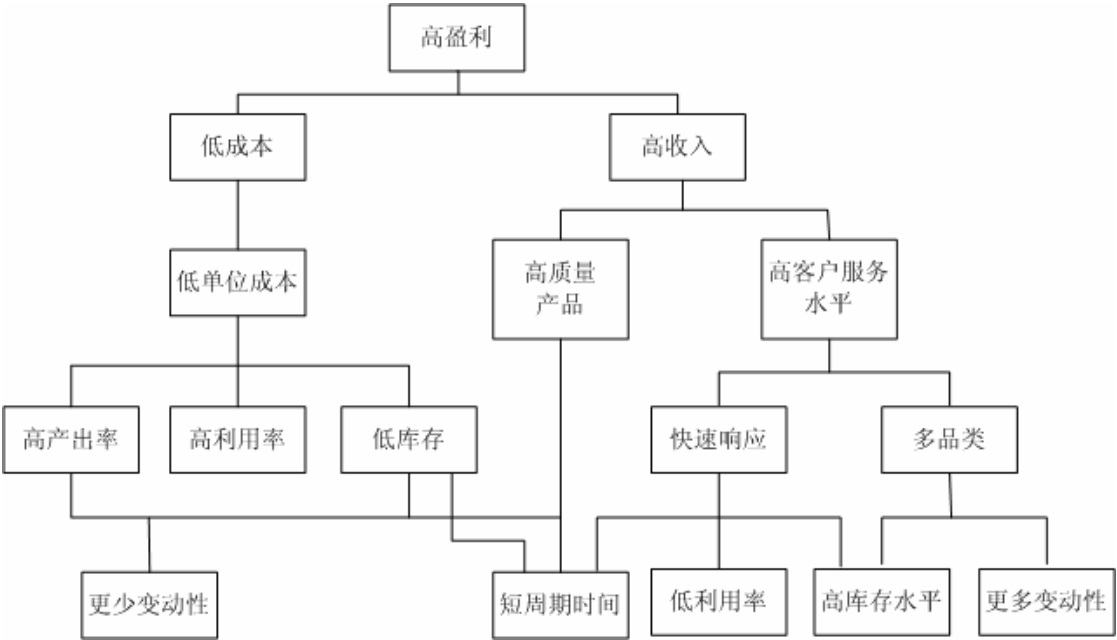 高盈利
低成本
高收入
低单位成本
高质量
产品
高客户服务
水平
高产出率
高利用率
低库存
快速响应
多品类
更少变动性
短周期时间
低利用率
高库存水平
更多变动性